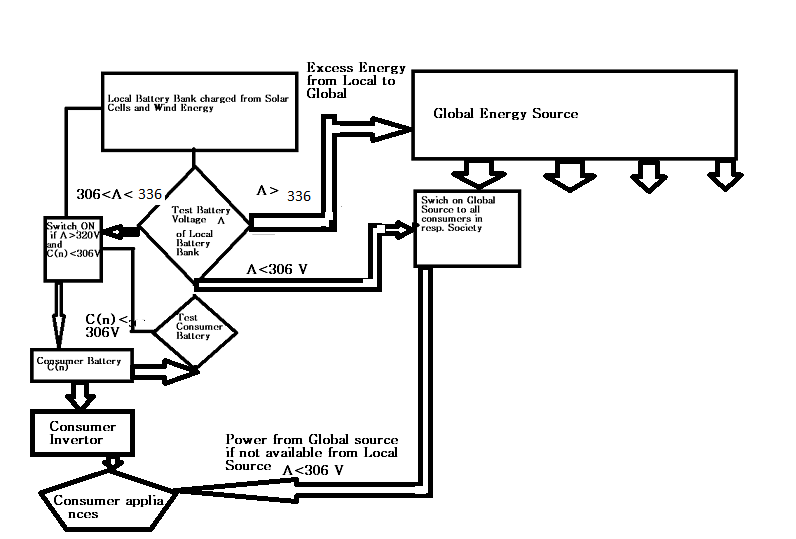 Excess Energy
from Local to
Global
Local Battery Bank charged from Solar
Cells and Wind Energy
Global Energy Source
306<Λ< 336
Λ> 336
Test Battery
Voltage Λ
of Local
Battery
Bank
Swich on Global
Source to all
consumers in
resp. Society
Switch ON
if Λ>320V
and
C(n)<306V
Λ<306 V
C(n)<
306V
Test
Consumer
Battery
Consumer Battery
C(n)
Consumer
Invertor
Power from Global source
if not available from Local
Source Λ<306 V
Consumer applia
nces